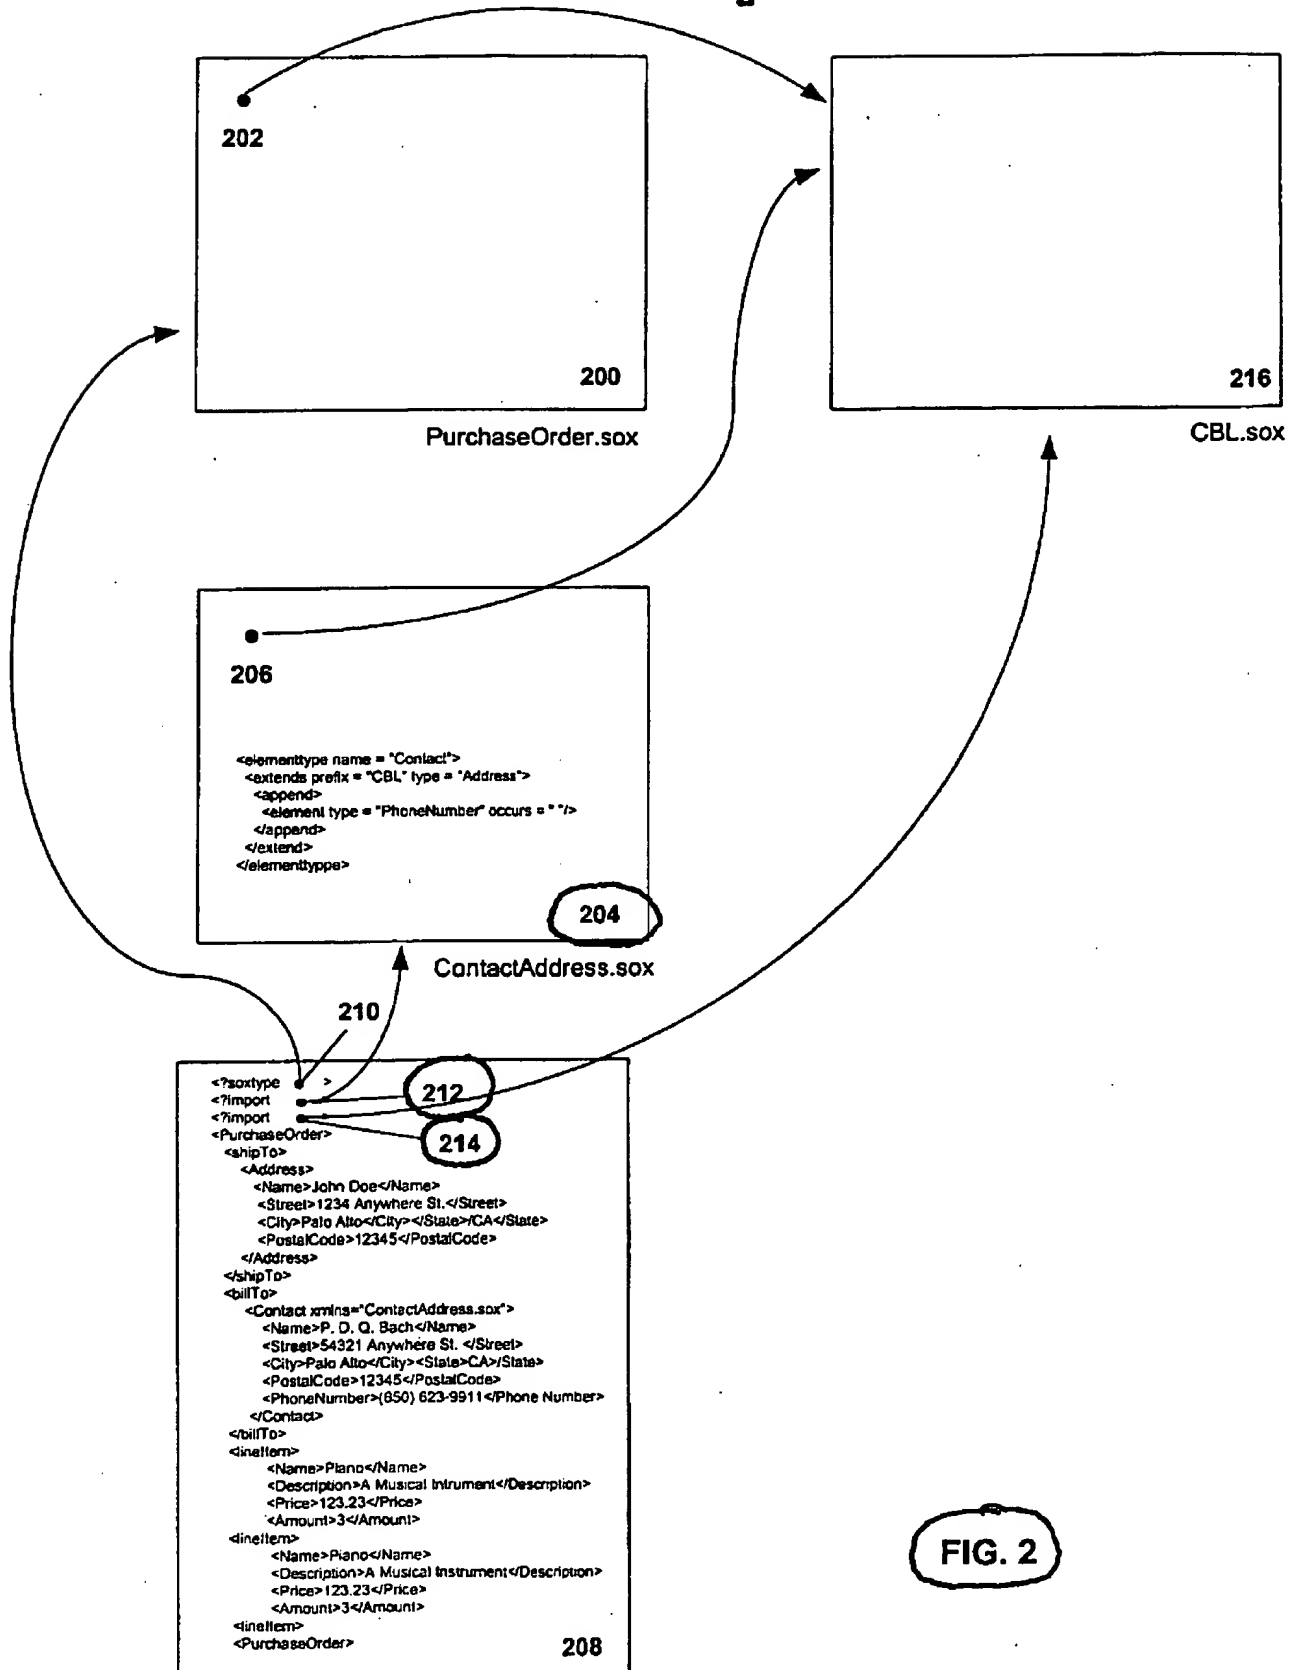 202
200
PurchaseOrder.sox
216
CBL.sox
206
<elementtype name = "Contact">
<extends prefix = "CBL" type = "Address">
<append>
<element type = "PhoneNumber" occurs = " "/>
</append>
</extend>
</elementtyppe>
204
ContactAddress.sox
210
<?soxtype >
<?import
212
<?import
<PurchaseOrder>
214
<shipTo>
<Address>
<Name>John Doe</Name>
<Street>1234 Anywhere St.</Street>
<City>Palo Alto</City></State>/CA</State>
<PostalCode>12345</PostalCode>
</Address>
</shipTo>
<billTo>
<Contact xmlns="ContactAddress.sox">
<Name>P. D. Q. Bach</Name>
<Street>54321 Anywhere St. </Street>
<City>Palo Alto</City><State>CA>/State>
<PostalCode>12345</PostalCode>
<PhoneNumber>(650) 623-9911</Phone Number>
</Contact>
</billTo>
<lineItem>
<Name>Piano</Name>
<Description>A Musical Intrument</Description>
<Price>123.23</Price>
<Amount>3</Amount>
<lineItem>
<Name>Piano</Name>
<Description>A Musical Instrument</Description>
<Price>123.23</Price>
<Amount>3</Amount>
<lineItem>
<PurchaseOrder>
208
FIG. 2